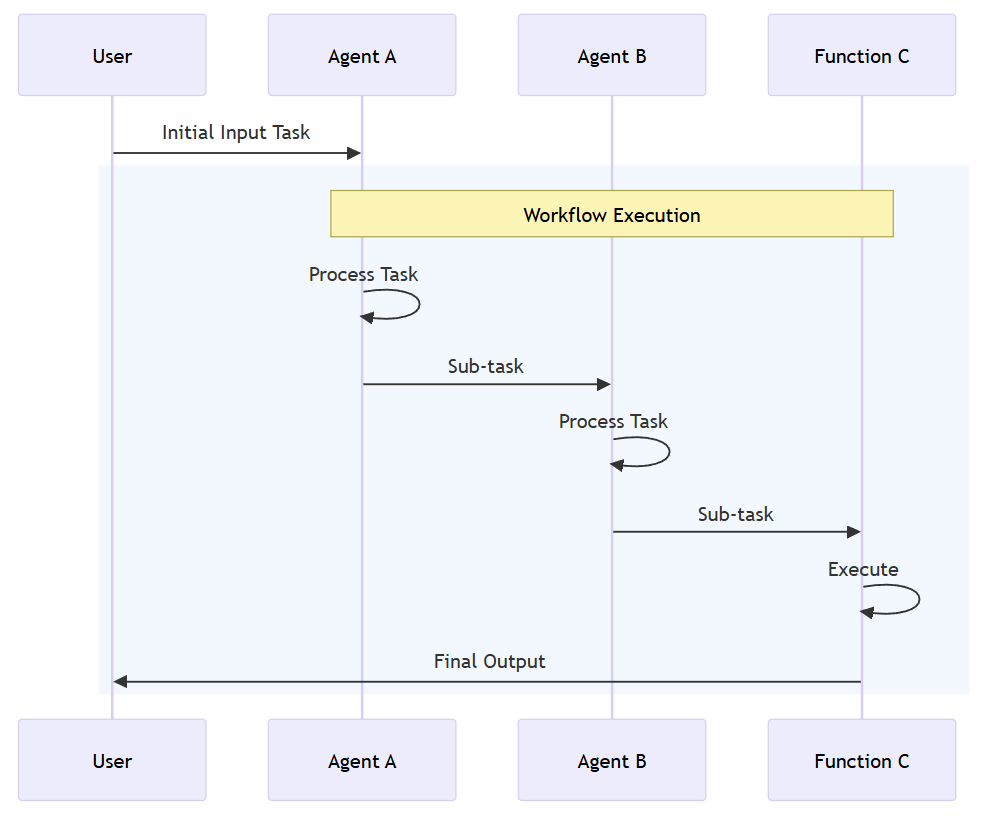 User
Agent A
Agent B
Function C
Initial Input Task
Workflow Execution
Process Task
Sub-task
Process Task
Sub-task
Execute
Final Output
User
Agent A
Agent B
Function C